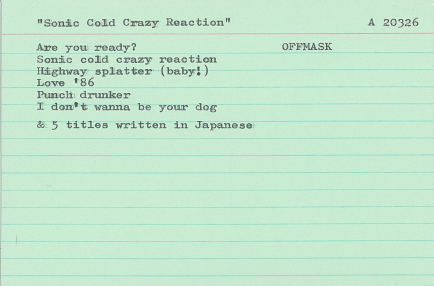 "Sonic Cold Crazy Reaction" A 20326
Are you ready? OFFMASK
Sonic cold crazy reaction
Highway splatter (baby!)
Love '86
Punch drunker
I don't wanna be your dog
& 5 titles written in Japanese